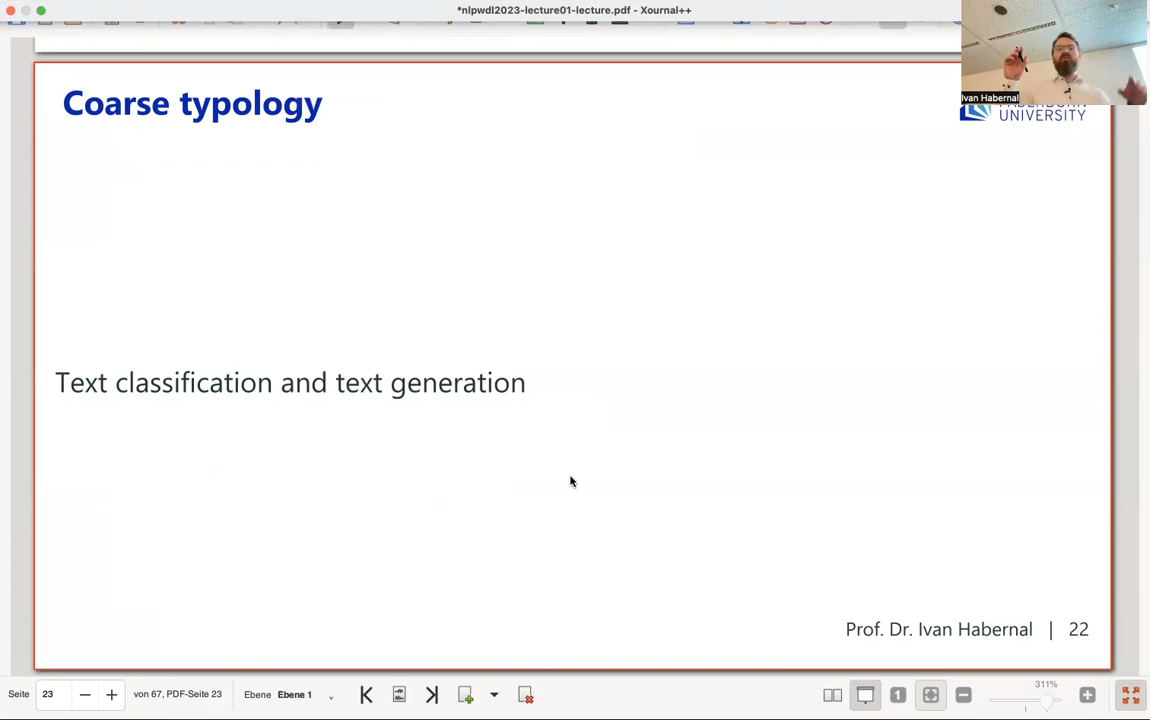 *nlpwdl2023-lecture01-lecture.pdf - Xournal++
Ivan Habernal
Coarse typology
UNIVERSITY
Text classification and text generation
Prof. Dr. Ivan Habernal | 22
Seite 23 von 67, PDF-Seite 23 Ebene Ebene 1 1 311%